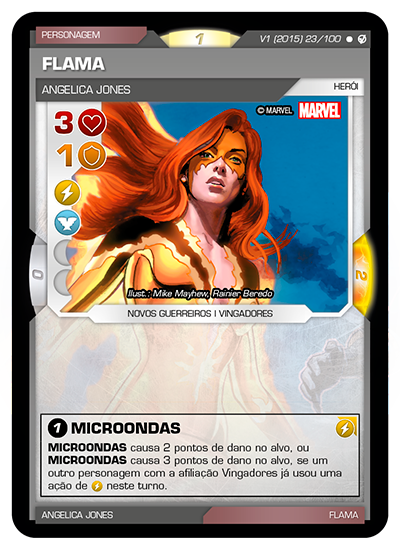 PERSONAGEM
1
V1 (2015) 23/100
FLAMA
ANGELICA JONES
HERÓI
© MARVEL MARVEL
3
1
0
2
Ilust.: Mike Mayhew, Rainier Beredo
NOVOS GUERREIROS | VINGADORES
1 MICROONDAS
MICROONDAS causa 2 pontos de dano no alvo, ou
MICROONDAS causa 3 pontos de dano no alvo, se um
outro personagem com a afiliação Vingadores já usou uma
ação de neste turno.
ANGELICA JONES
FLAMA